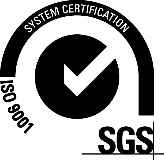 SYSTEM CERTIFICATION
ISO 9001
SGS